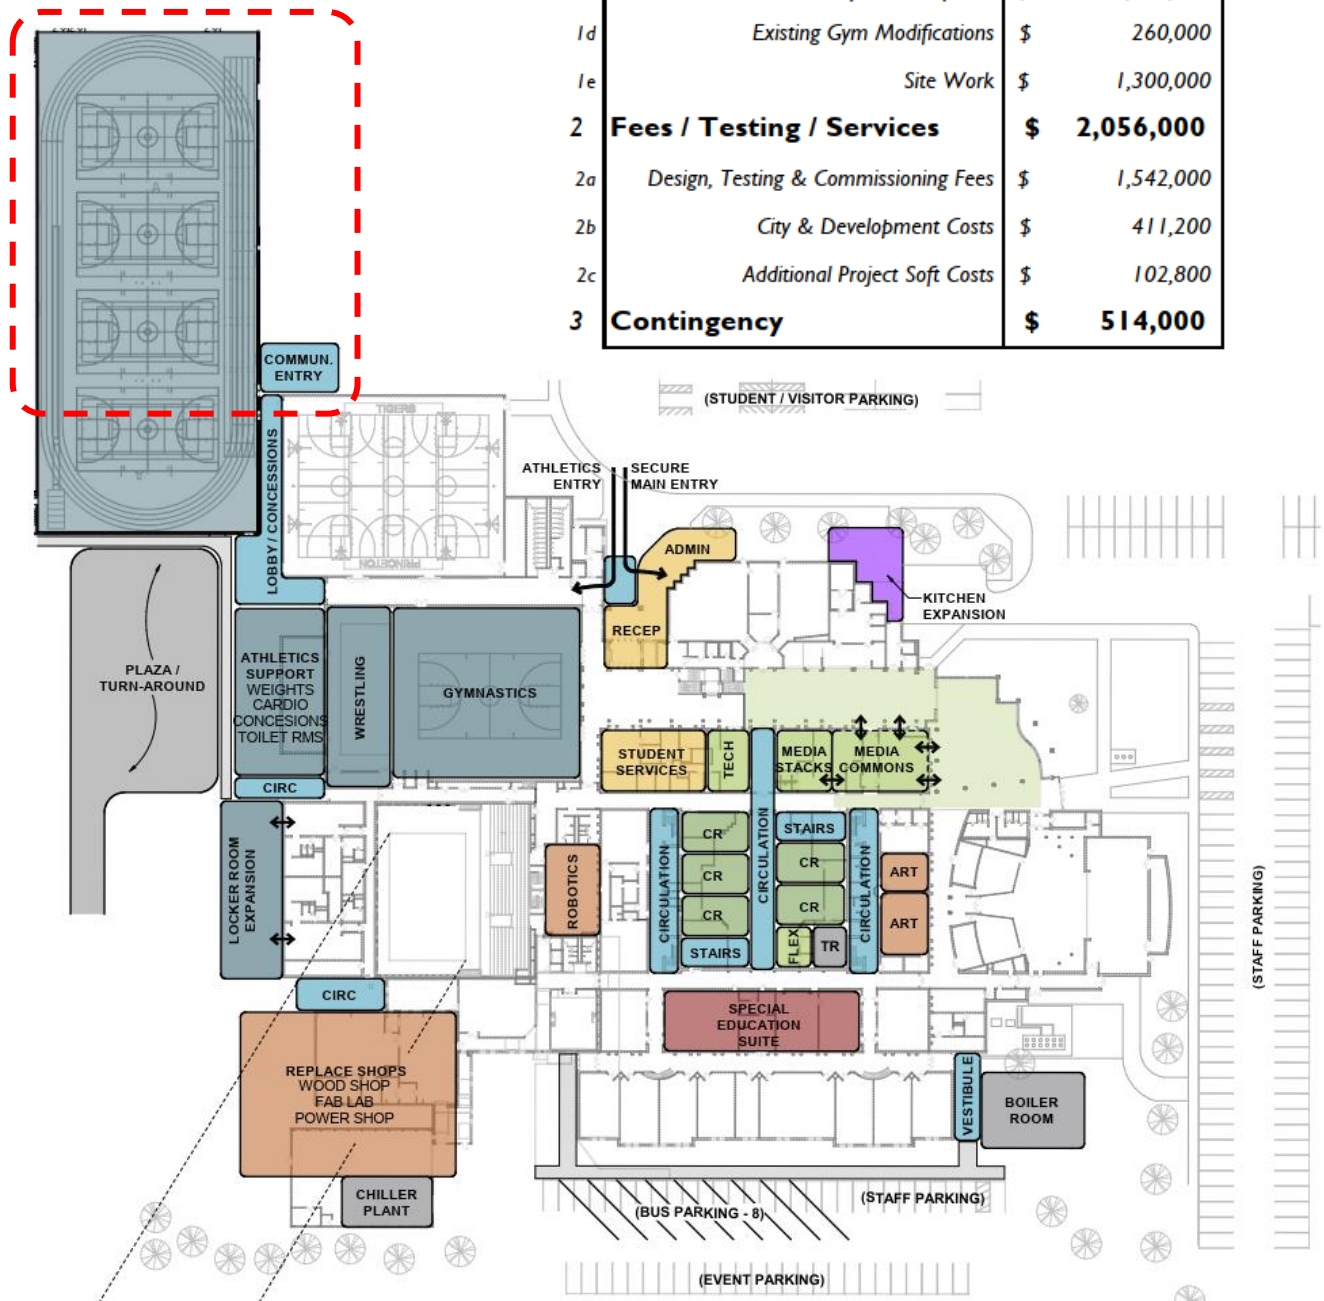 1d Existing Gym Modifications $ 260,000
1e Site Work $ 1,300,000
2 Fees / Testing / Services $ 2,056,000
2a Design, Testing & Commissioning Fees $ 1,542,000
2b City & Development Costs $ 411,200
2c Additional Project Soft Costs $ 102,800
3 Contingency $ 514,000
COMMUN.
ENTRY
(STUDENT / VISITOR PARKING)
TIGERS
LOBBY / CONCESSIONS
PRINCETON
ATHLETICS
ENTRY
SECURE
MAIN ENTRY
ADMIN
RECEP
KITCHEN
EXPANSION
PLAZA /
TURN-AROUND
ATHLETICS
SUPPORT
WEIGHTS
CARDIO
CONCESIONS
TOILET RMS
WRESTLING
GYMNASTICS
STUDENT
SERVICES
TECH
MEDIA
STACKS
MEDIA
COMMONS
CIRC
LOCKER ROOM
EXPANSION
ROBOTICS
CIRCULATION
CR
CR
CR
STAIRS
CIRCULATION
STAIRS
CR
CR
FLEX
TR
CIRCULATION
ART
ART
(STAFF PARKING)
CIRC
SPECIAL
EDUCATION
SUITE
REPLACE SHOPS
WOOD SHOP
FAB LAB
POWER SHOP
VESTIBULE
BOILER
ROOM
CHILLER
PLANT
(BUS PARKING - 8)
(STAFF PARKING)
(EVENT PARKING)